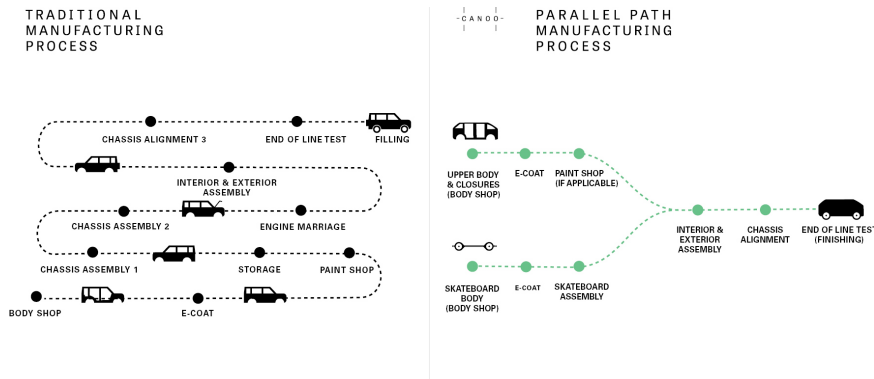 TRADITIONAL
MANUFACTURING
PROCESS
CHASSIS ALIGNMENT 3
END OF LINE TEST
FILLING
INTERIOR & EXTERIOR
ASSEMBLY
CHASSIS ASSEMBLY 2
ENGINE MARRIAGE
CHASSIS ASSEMBLY 1
STORAGE
PAINT SHOP
BODY SHOP
E-COAT
CANOO
PARALLEL PATH
MANUFACTURING
PROCESS
UPPER BODY
& CLOSURES
(BODY SHOP)
E-COAT
PAINT SHOP
(IF APPLICABLE)
INTERIOR &
EXTERIOR
ASSEMBLY
CHASSIS
ALIGNMENT
END OF LINE TEST
(FINISHING)
SKATEBOARD
BODY
(BODY SHOP)
E-COAT
SKATEBOARD
ASSEMBLY